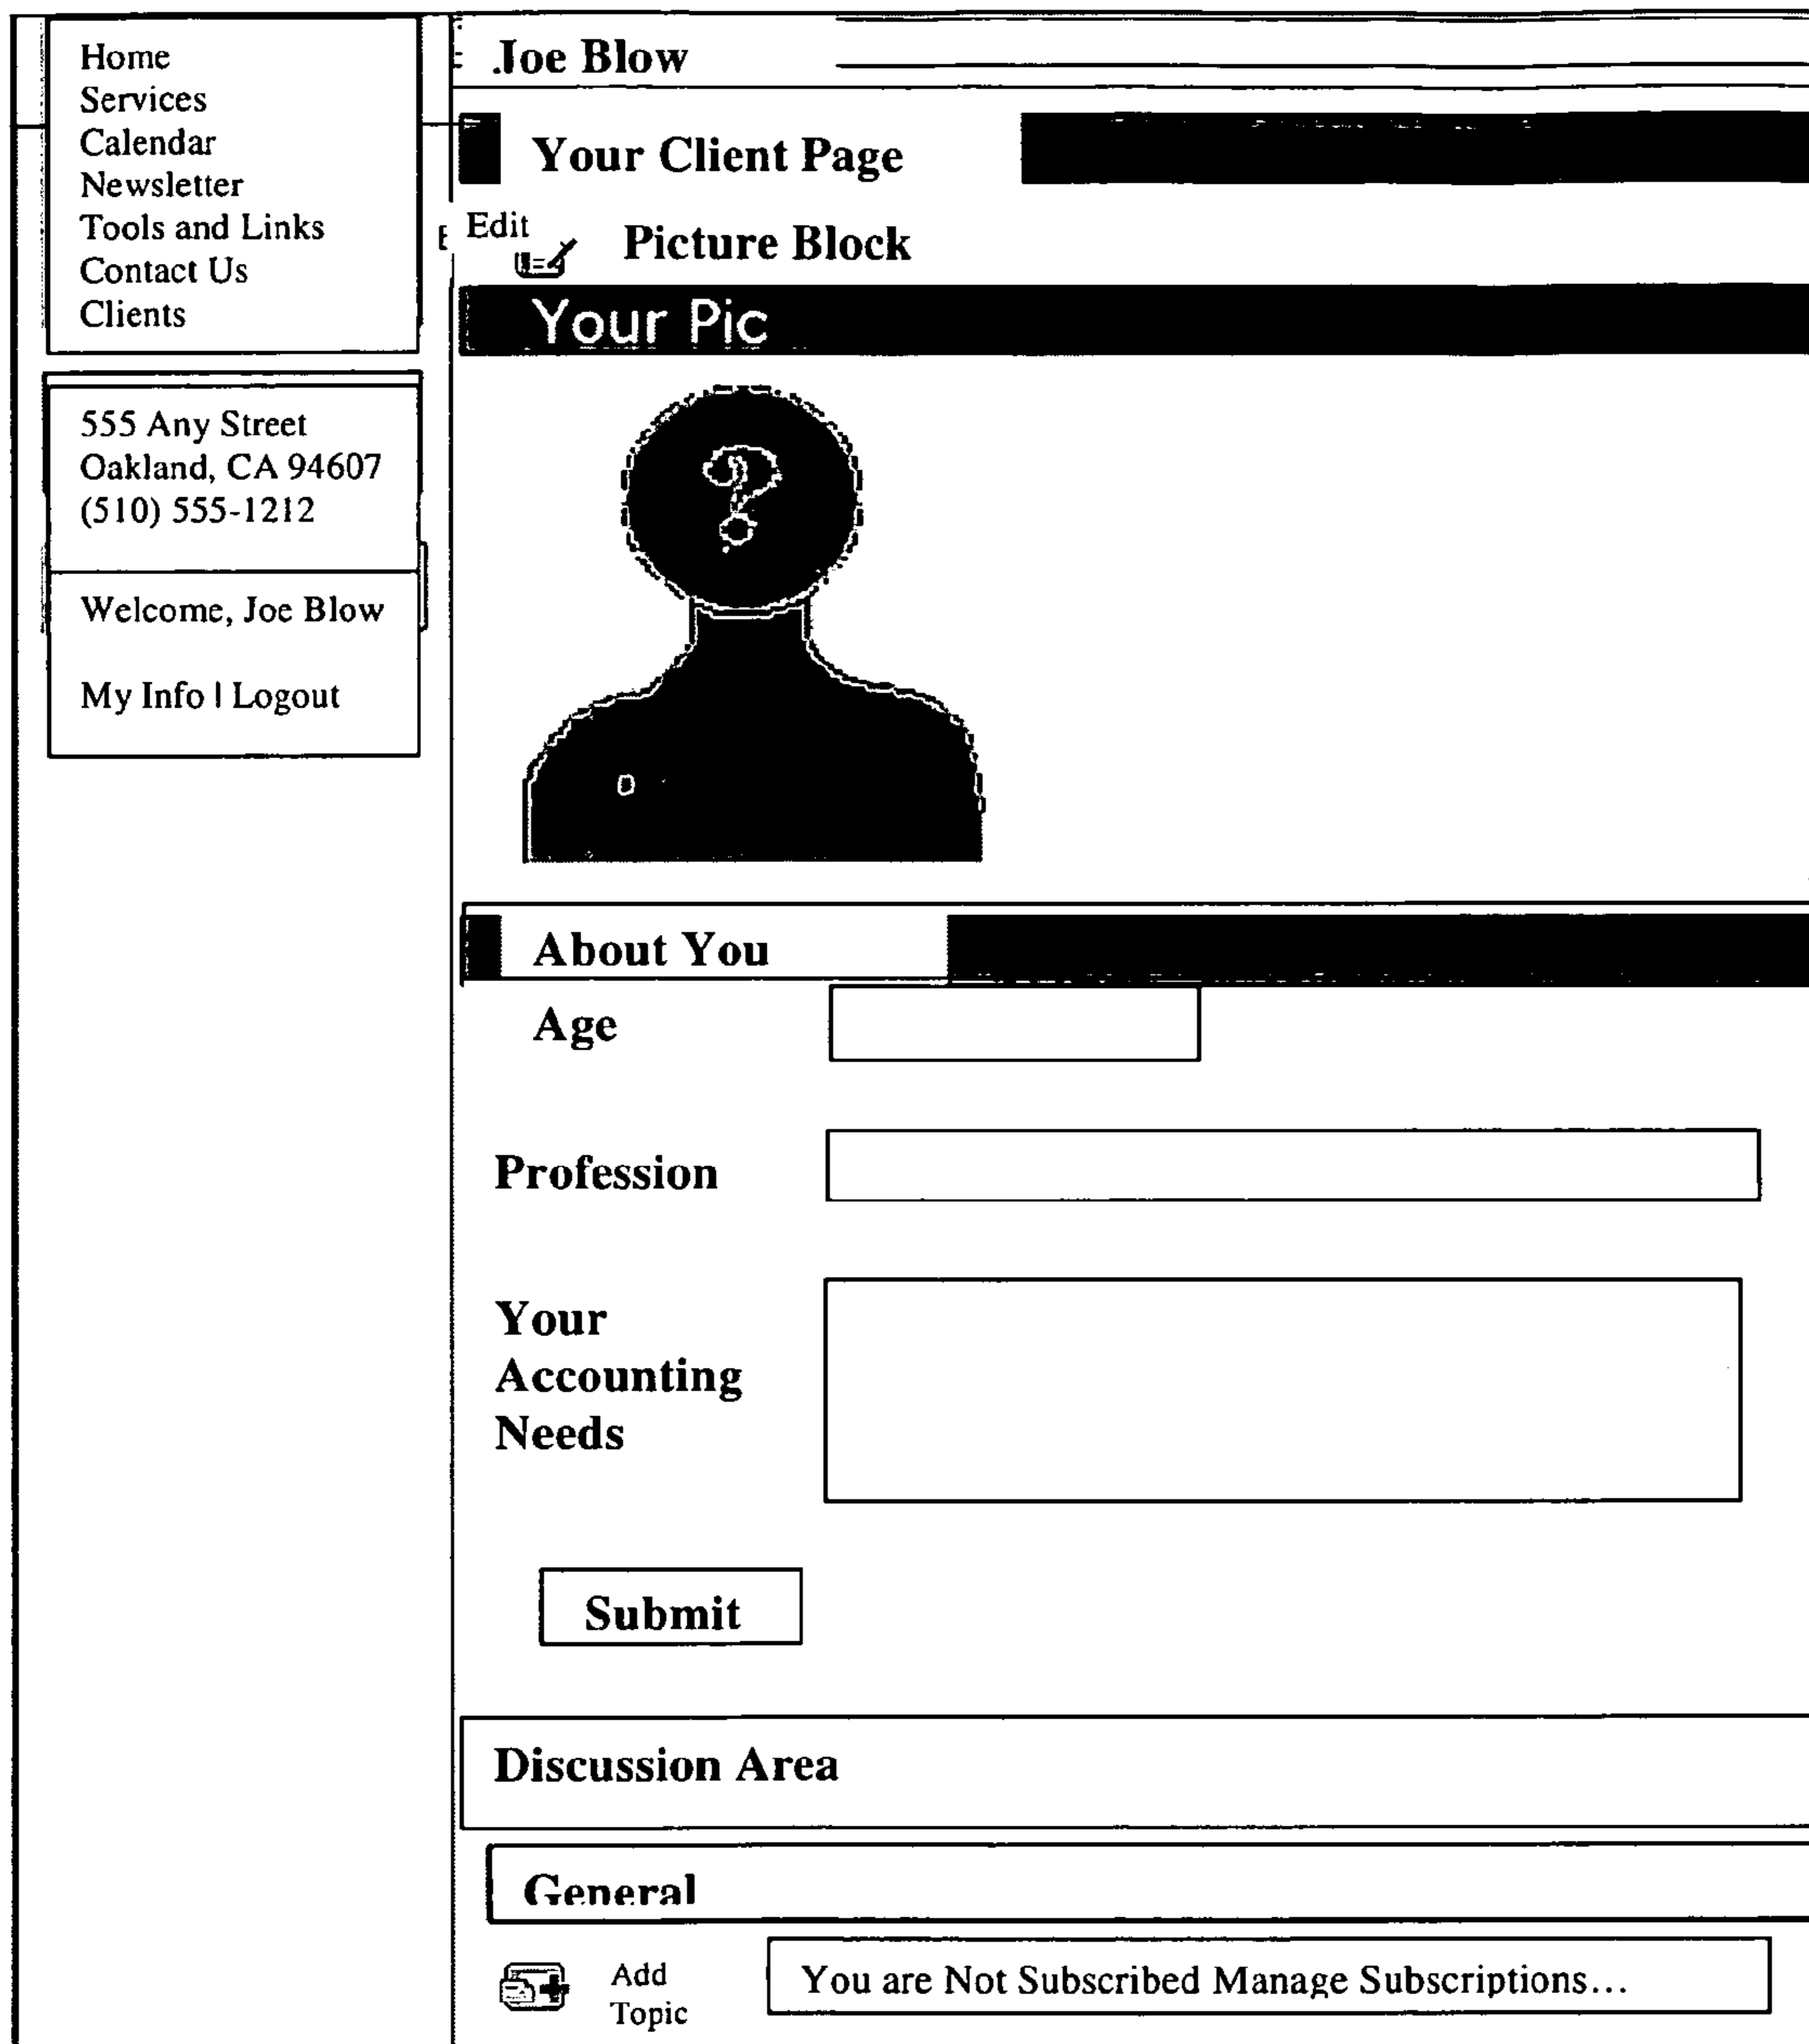 Home
Services
Calendar
Newsletter
Tools and Links
Contact Us
Clients
555 Any Street
Oakland, CA 94607
(510) 555-1212
Welcome, Joe Blow
My Info | Logout
Joe Blow
Your Client Page
Edit
Picture Block
Your Pic
?
About You
Age
Profession
Your
Accounting
Needs
Submit
Discussion Area
General
Add
Topic
You are Not Subscribed Manage Subscriptions...